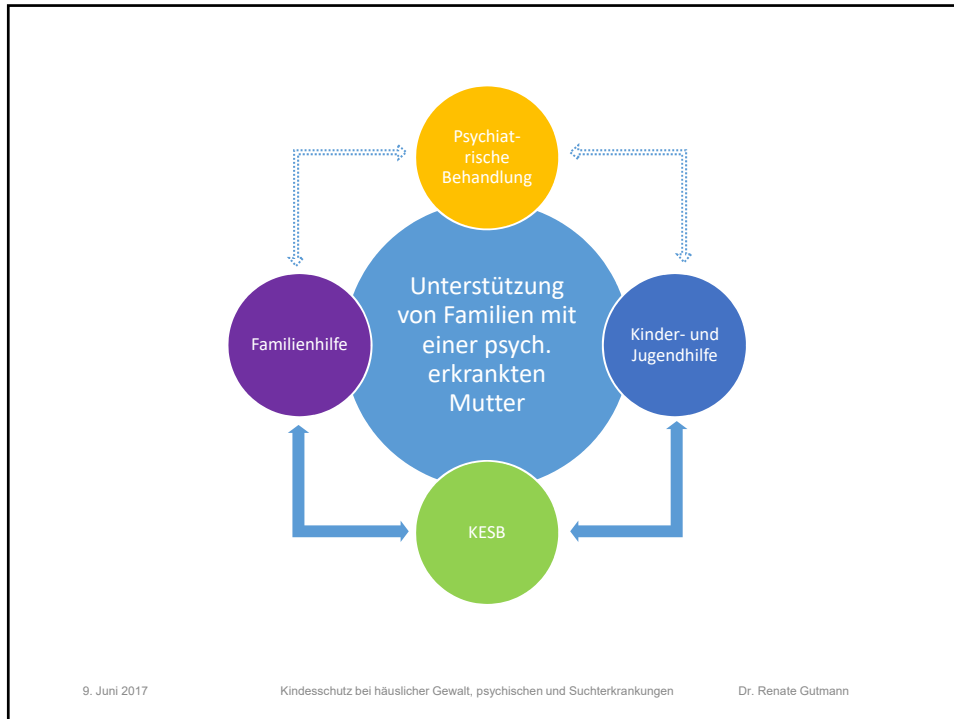 Psychiat-
rische
Behandlung
Unterstützung
von Familien mit
einer psych.
erkrankten
Mutter
Familienhilfe
Kinder- und
Jugendhilfe
KESB
9. Juni 2017 Kindesschutz bei häuslicher Gewalt, psychischen und Suchterkrankungen Dr. Renate Gutmann